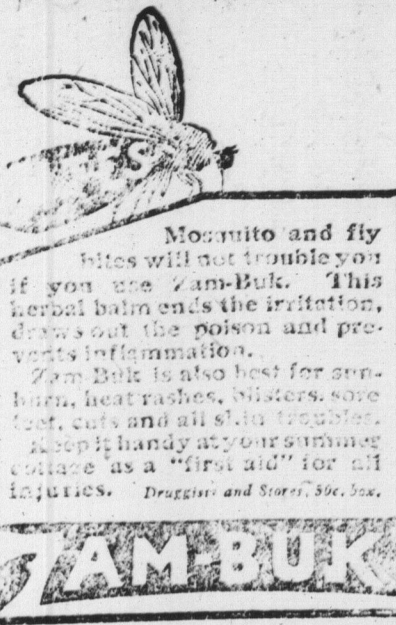 Mosquito and fly
bites will not trouble you
if you use Zam-Buk. This
herbal balm ends the irritation,
draws out the poison and pre-
vents inflammation.
Zam-Buk is also best for sun-
burn, heat rashes, blisters, sore
feet, cuts and all skin troubles.
Keep it handy at your summer
cottage as a "first aid" for all
injuries. Druggists and Stores, 50c. box.
ZAM-BUK